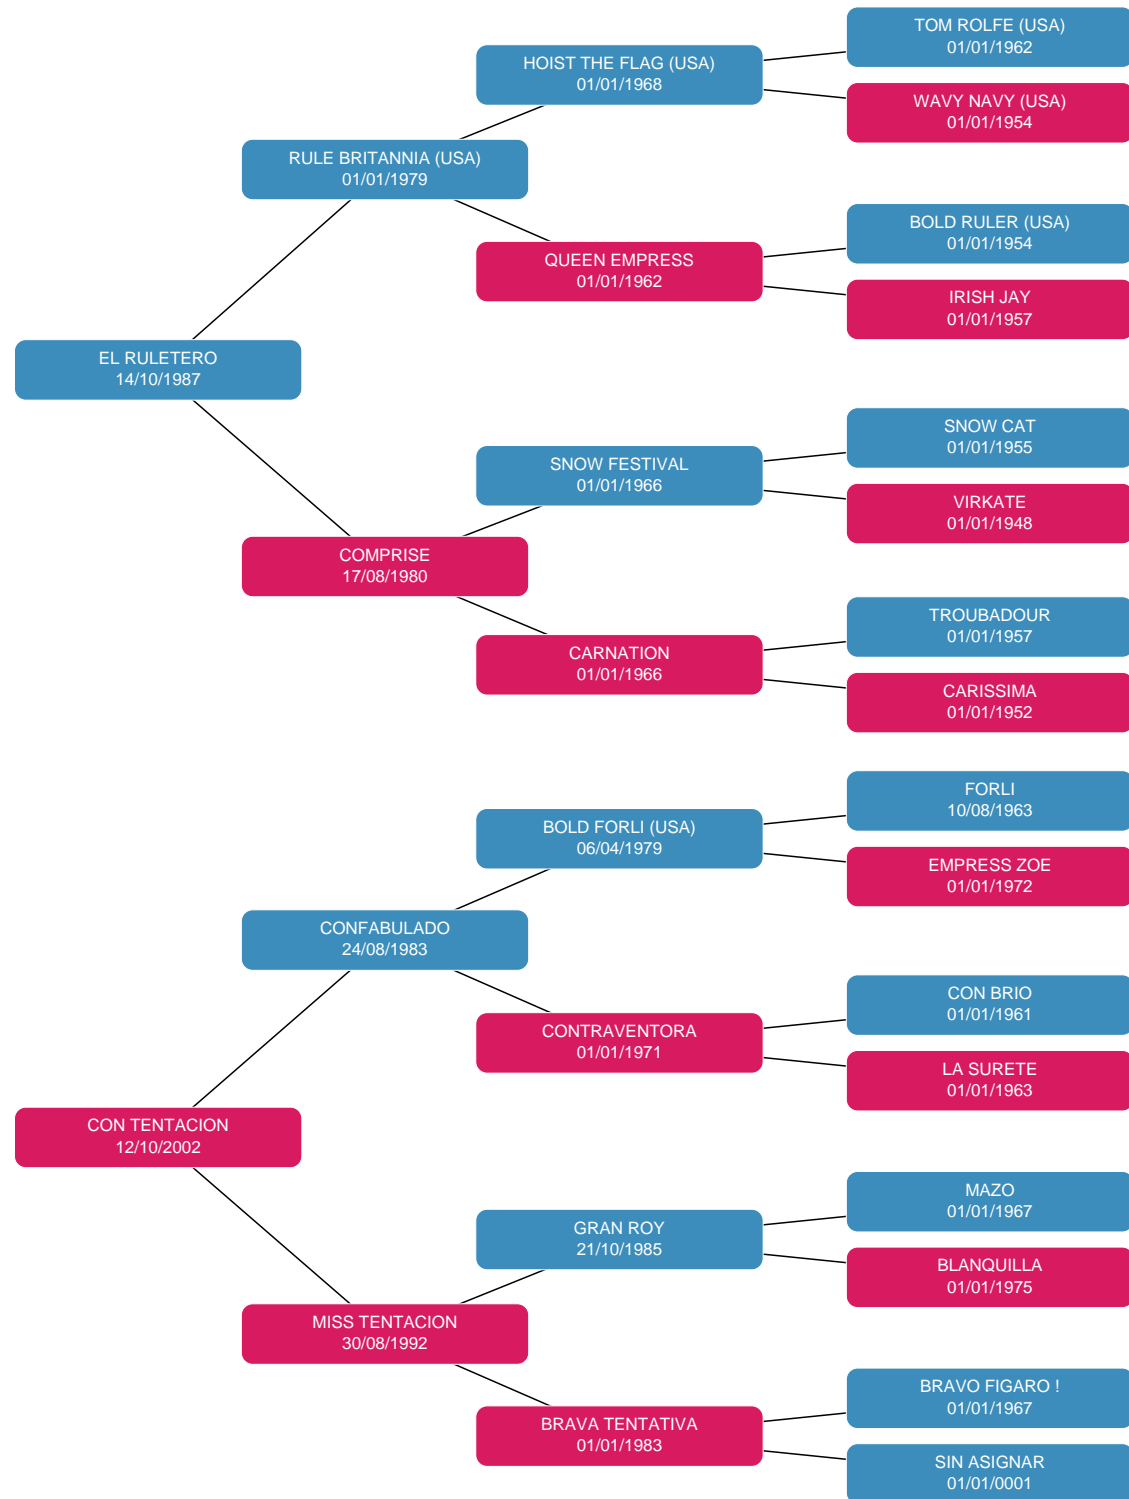 TOM ROLFE (USA)
01/01/1962
HOIST THE FLAG (USA)
01/01/1968
WAVY NAVY (USA)
01/01/1954
RULE BRITANNIA (USA)
01/01/1979
BOLD RULER (USA)
01/01/1954
QUEEN EMPRESS
01/01/1962
IRISH JAY
01/01/1957
EL RULETERO
14/10/1987
SNOW CAT
01/01/1955
SNOW FESTIVAL
01/01/1966
VIRKATE
01/01/1948
COMPRISE
17/08/1980
TROUBADOUR
01/01/1957
CARNATION
01/01/1966
CARISSIMA
01/01/1952
FORLI
10/08/1963
BOLD FORLI (USA)
06/04/1979
EMPRESS ZOE
01/01/1972
CONFABULADO
24/08/1983
CON BRIO
01/01/1961
CONTRAVENTORA
01/01/1971
LA SURETE
01/01/1963
CON TENTACION
12/10/2002
MAZO
01/01/1967
GRAN ROY
21/10/1985
BLANQUILLA
01/01/1975
MISS TENTACION
30/08/1992
BRAVO FIGARO !
01/01/1967
BRAVA TENTATIVA
01/01/1983
SIN ASIGNAR
01/01/0001